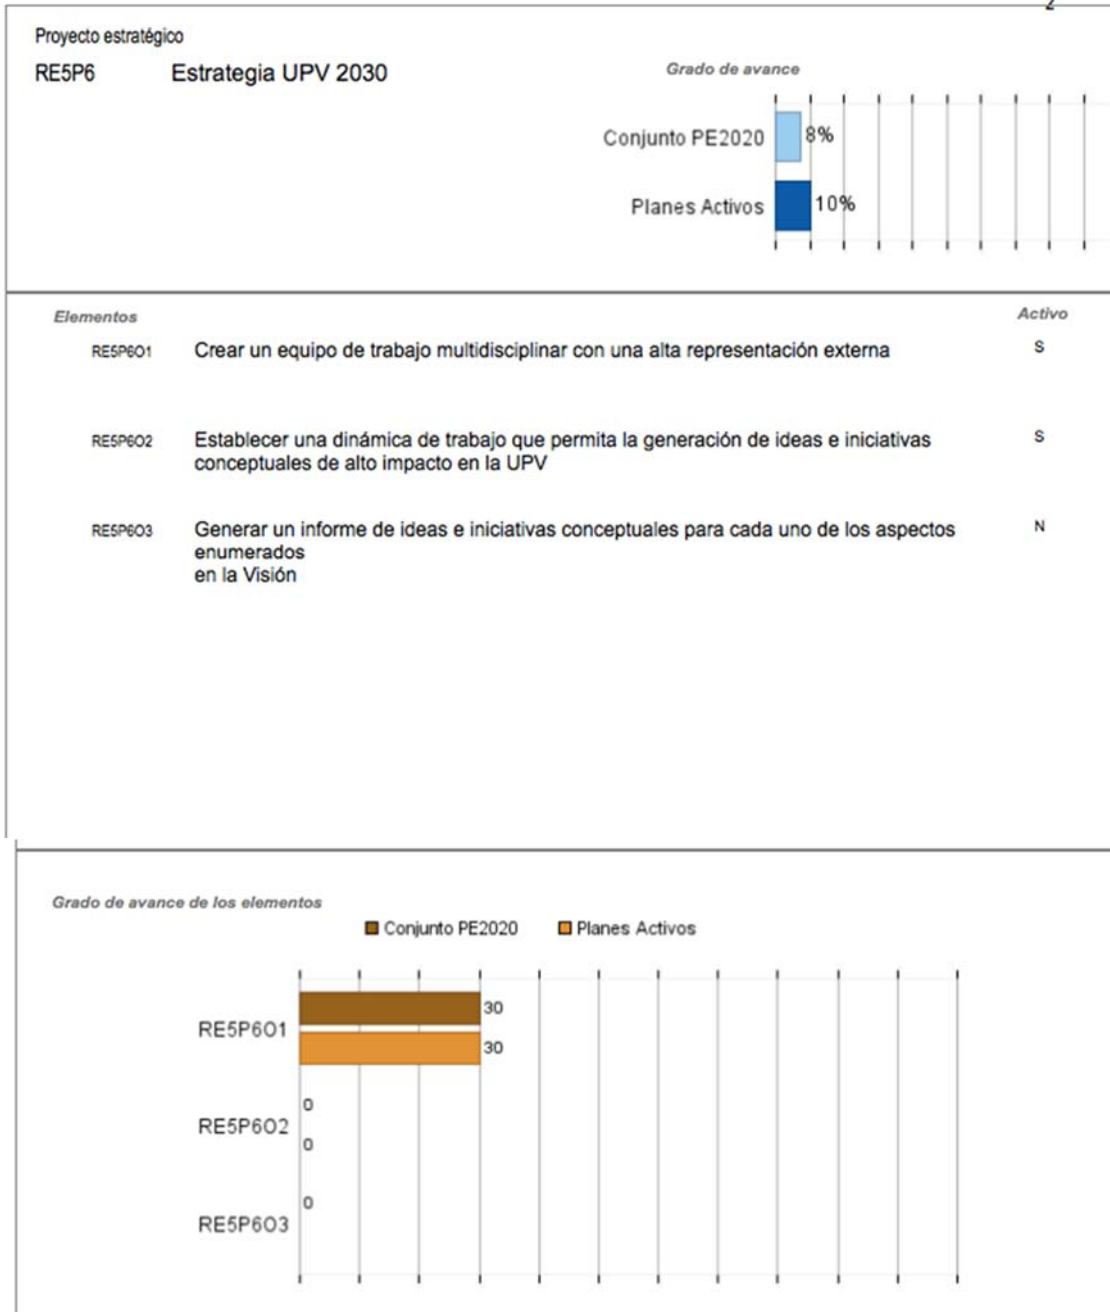 2
Proyecto estratégico
RE5P6 Estrategia UPV 2030
Grado de avance
Conjunto PE2020 8%
Planes Activos 10%
Elementos Activo
RE5P6O1 Crear un equipo de trabajo multidisciplinar con una alta representación externa S
RE5P6O2 Establecer una dinámica de trabajo que permita la generación de ideas e iniciativas S
conceptuales de alto impacto en la UPV
RE5P6O3 Generar un informe de ideas e iniciativas conceptuales para cada uno de los aspectos N
enumerados
en la Visión
Grado de avance de los elementos
Conjunto PE2020 Planes Activos
30
RE5P6O1
30
0
RE5P6O2
0
0
RE5P6O3